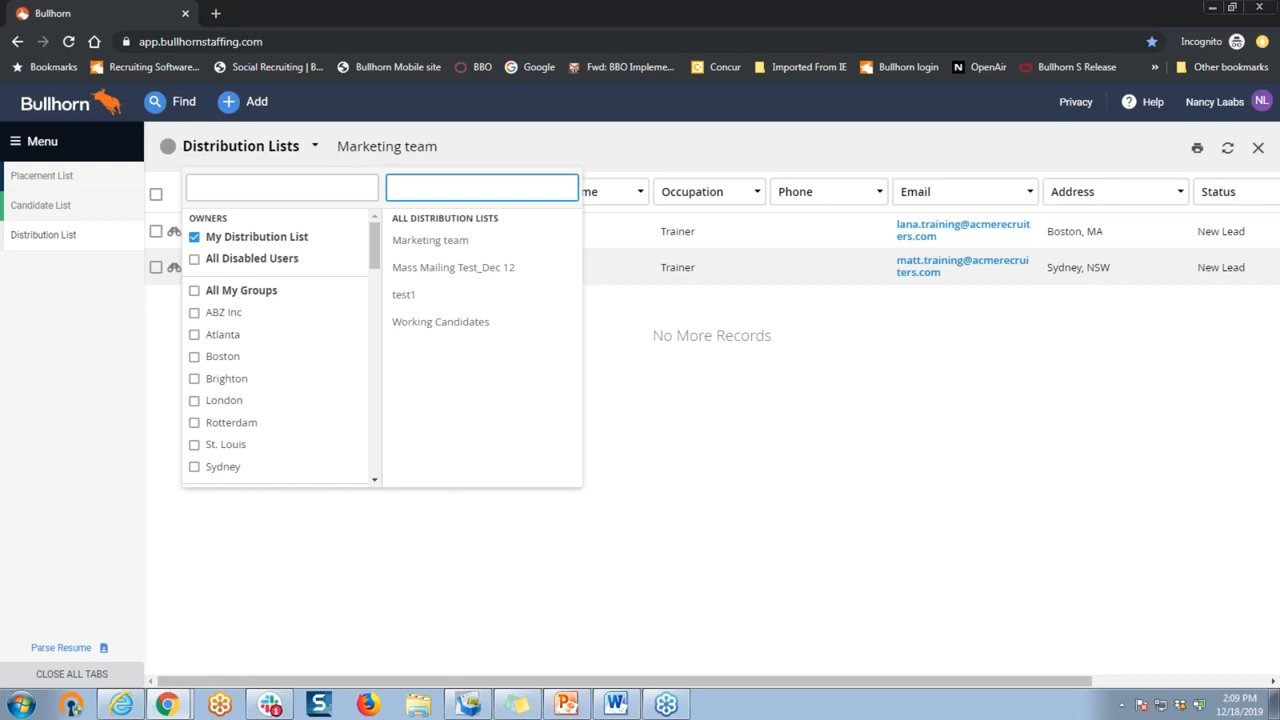 Bullhorn
app.bullhornstaffing.com
Incognito
Bookmarks
Recruiting Software...
Social Recruiting | B...
Bullhorn Mobile site
BBO
Google
Fwd: BBO Impleme...
Concur
Imported From IE
Bullhorn login
OpenAir
Bullhorn S Release
»
Other bookmarks
Bullhorn
Find
Add
Privacy
Help
Nancy Laabs
NL
Menu
Placement List
Candidate List
Distribution List
Distribution Lists
Marketing team
me
Occupation
Phone
Email
Address
Status
OWNERS
My Distribution List
All Disabled Users
All My Groups
ABZ Inc
Atlanta
Boston
Brighton
London
Rotterdam
St. Louis
Sydney
ALL DISTRIBUTION LISTS
Marketing team
Mass Mailing Test_Dec 12
test1
Working Candidates
Trainer
lana.training@acmerecruit
ers.com
Boston, MA
New Lead
Trainer
matt.training@acmerecrui
ters.com
Sydney, NSW
New Lead
No More Records
Parse Resume
CLOSE ALL TABS
2:09 PM
12/18/2019